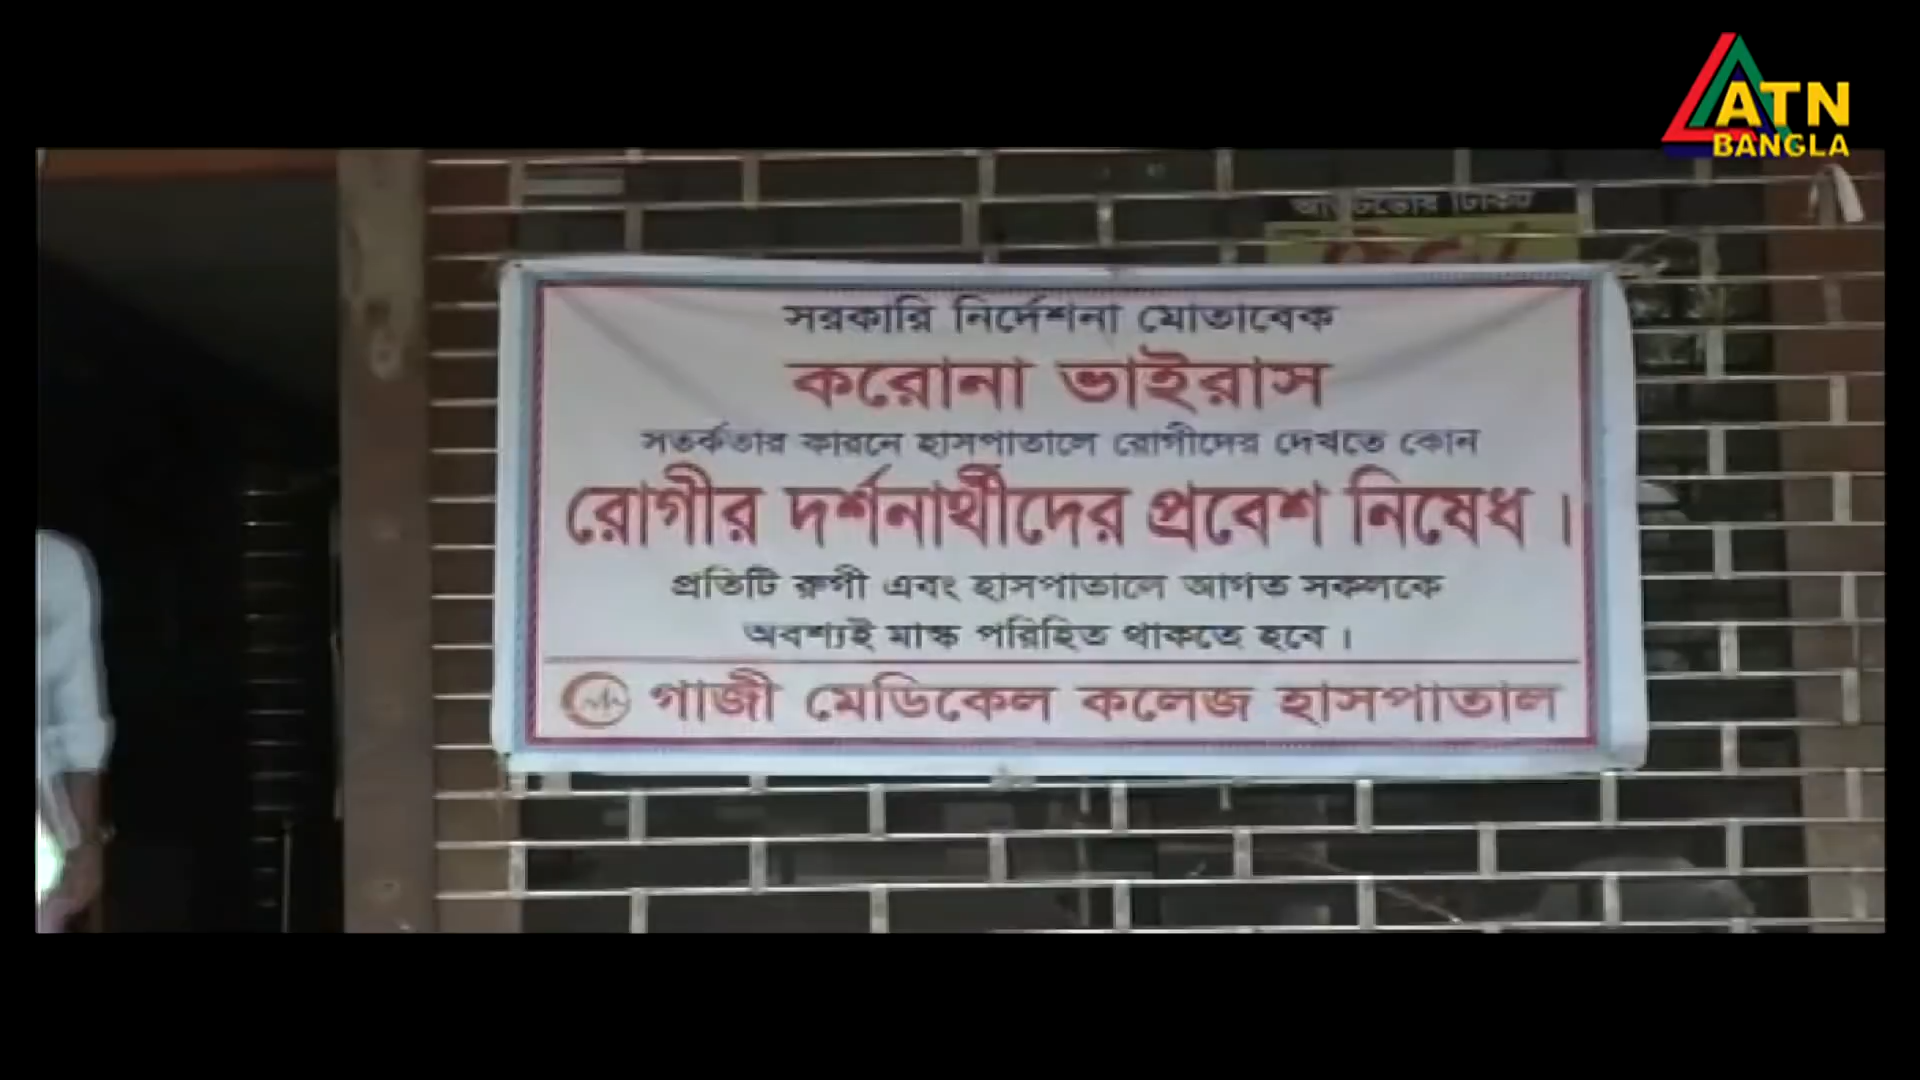 ATN
BANGLA
সরকারি নির্দেশনা মোতাবেক
করোনা ভাইরাস
সতর্কতার কারনে হাসপাতালে রোগীদের দেখতে কোন
রোগীর দর্শনার্থীদের প্রবেশ নিষেধ।
প্রতিটি রুগী এবং হাসপাতালে আগত সকলকে
অবশ্যই মাস্ক পরিহিত থাকতে হবে।
গাজী মেডিকেল কলেজ হাসপাতাল